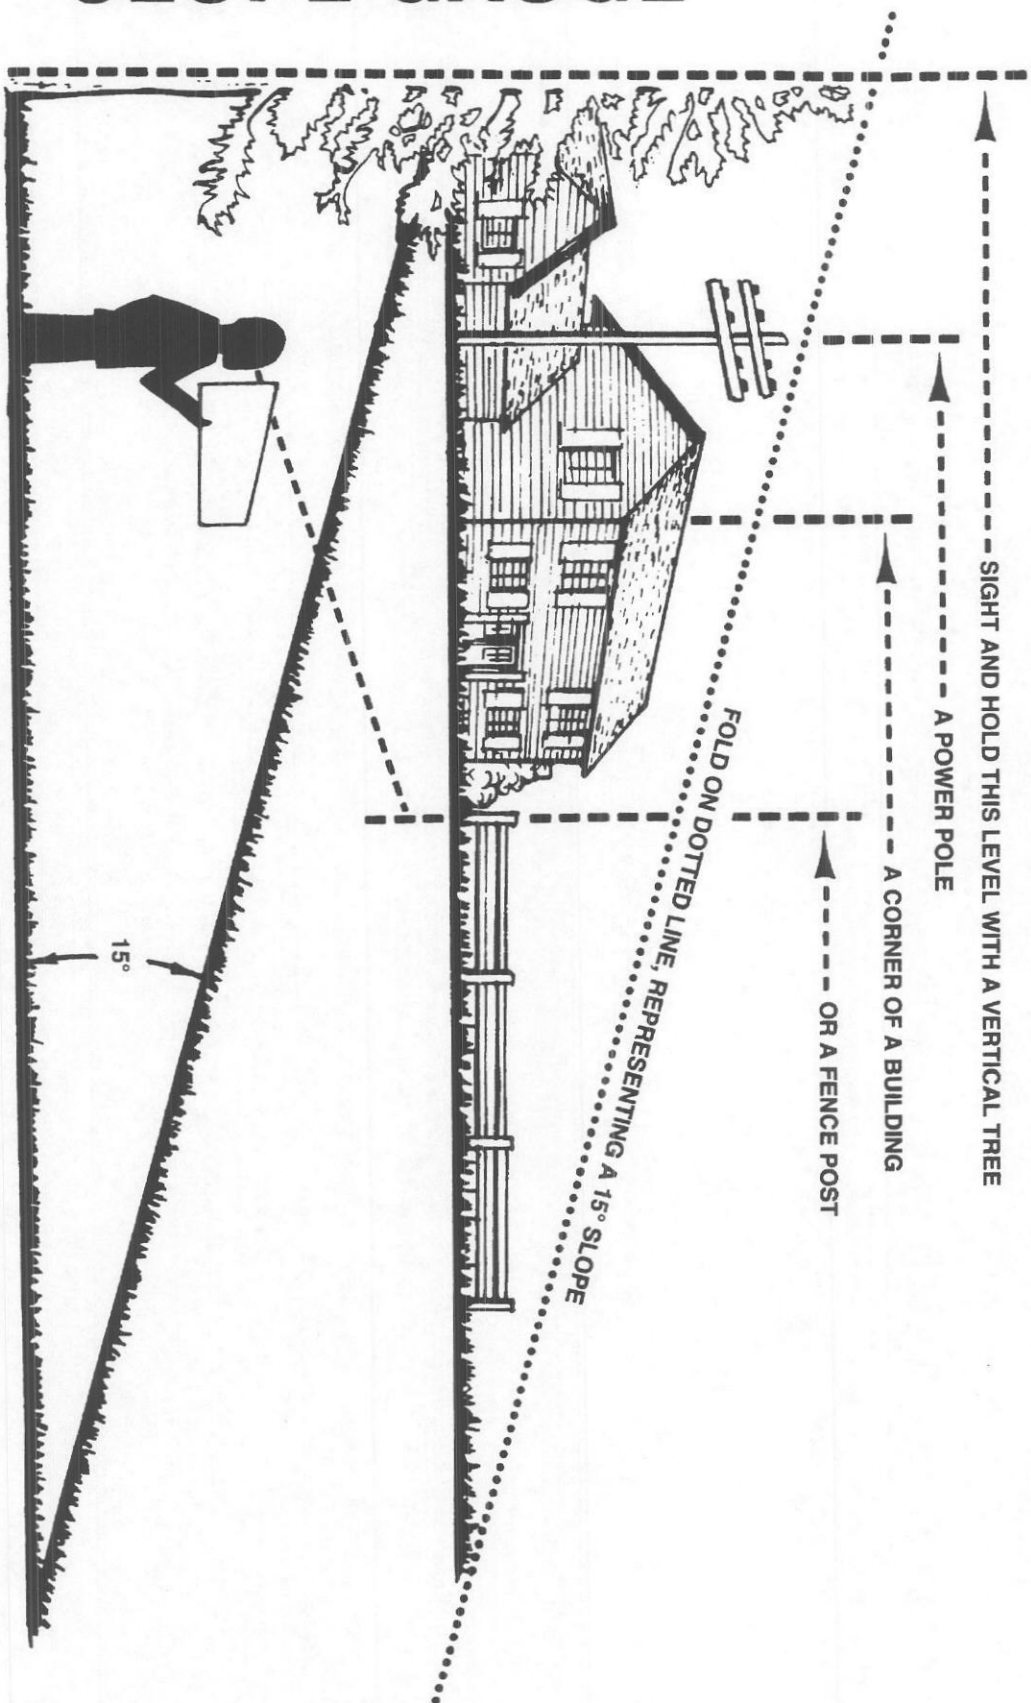 SIGHT AND HOLD THIS LEVEL WITH A VERTICAL TREE
A POWER POLE
A CORNER OF A BUILDING
OR A FENCE POST
FOLD ON DOTTED LINE, REPRESENTING A 15° SLOPE
15°